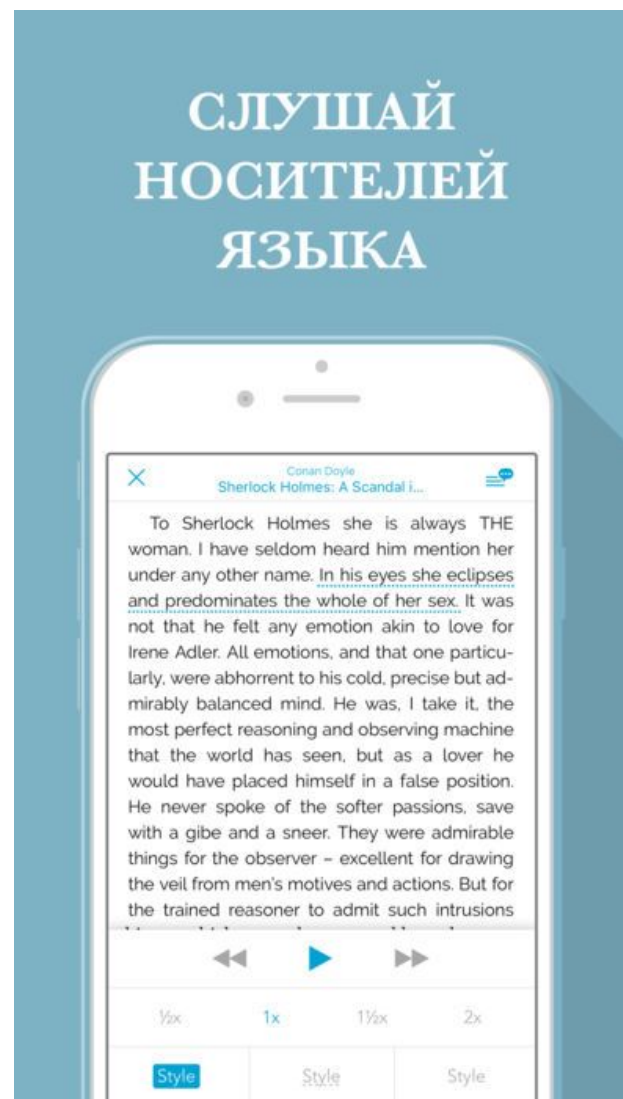 СЛУШАЙ
НОСИТЕЛЕЙ
ЯЗЫКА
Conan Doyle
Sherlock Holmes: A Scandal i...
To Sherlock Holmes she is always THE
woman. I have seldom heard him mention her
under any other name. In his eyes she eclipses
and predominates the whole of her sex. It was
not that he felt any emotion akin to love for
Irene Adler. All emotions, and that one particu-
larly, were abhorrent to his cold, precise but ad-
mirably balanced mind. He was, I take it, the
most perfect reasoning and observing machine
that the world has seen, but as a lover he
would have placed himself in a false position.
He never spoke of the softer passions, save
with a gibe and a sneer. They were admirable
things for the observer – excellent for drawing
the veil from men's motives and actions. But for
the trained reasoner to admit such intrusions
½x 1x 1½x 2x
Style Style Style